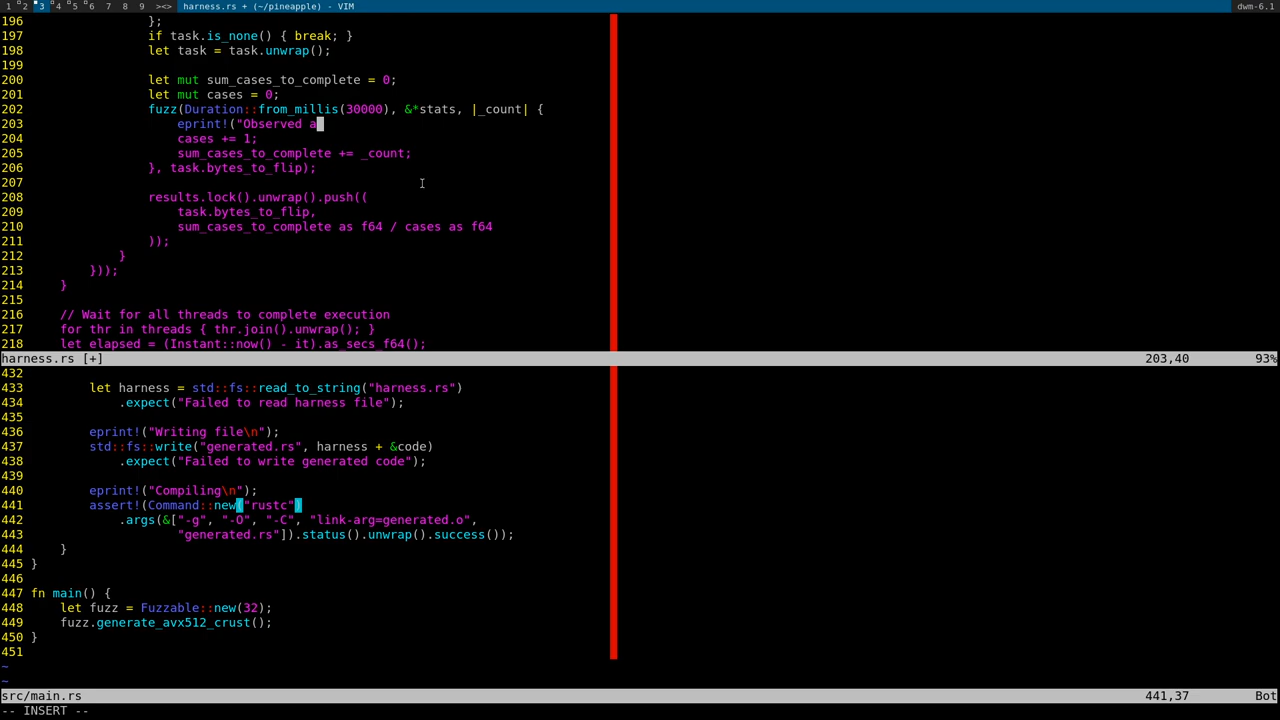 1 2 3 4 5 6 7 8 9 ><> harness.rs + (~/pineapple) - VIM dwm-6.1
196                 };
197                 if task.is_none() { break; }
198                 let task = task.unwrap();
199
200                 let mut sum_cases_to_complete = 0;
201                 let mut cases = 0;
202                 fuzz(Duration::from_millis(30000), &*stats, |_count| {
203                     eprint!("Observed a
204                     cases += 1;
205                     sum_cases_to_complete += _count;
206                 }, task.bytes_to_flip);
207
208                 results.lock().unwrap().push((
209                     task.bytes_to_flip,
210                     sum_cases_to_complete as f64 / cases as f64
211                 ));
212             }
213         }));
214     }
215
216     // Wait for all threads to complete execution
217     for thr in threads { thr.join().unwrap(); }
218     let elapsed = (Instant::now() - it).as_secs_f64();
harness.rs [+] 203,40 93%
432
433         let harness = std::fs::read_to_string("harness.rs")
434             .expect("Failed to read harness file");
435
436         eprint!("Writing file\n");
437         std::fs::write("generated.rs", harness + &code)
438             .expect("Failed to write generated code");
439
440         eprint!("Compiling\n");
441         assert!(Command::new("rustc")
442             .args(&["-g", "-O", "-C", "link-arg=generated.o",
443                     "generated.rs"]).status().unwrap().success());
444     }
445 }
446
447 fn main() {
448     let fuzz = Fuzzable::new(32);
449     fuzz.generate_avx512_crust();
450 }
451
~
~
src/main.rs 441,37 Bot
-- INSERT --